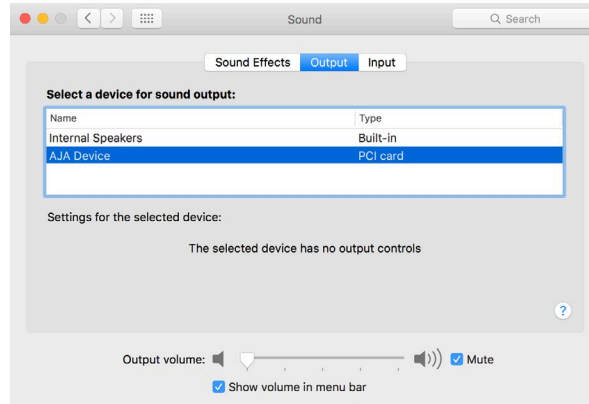 Sound
Search
Sound Effects Output Input
Select a device for sound output:
Name Type
Internal Speakers Built-in
AJA Device PCI card
Settings for the selected device:
The selected device has no output controls
?
Output volume: Mute
Show volume in menu bar